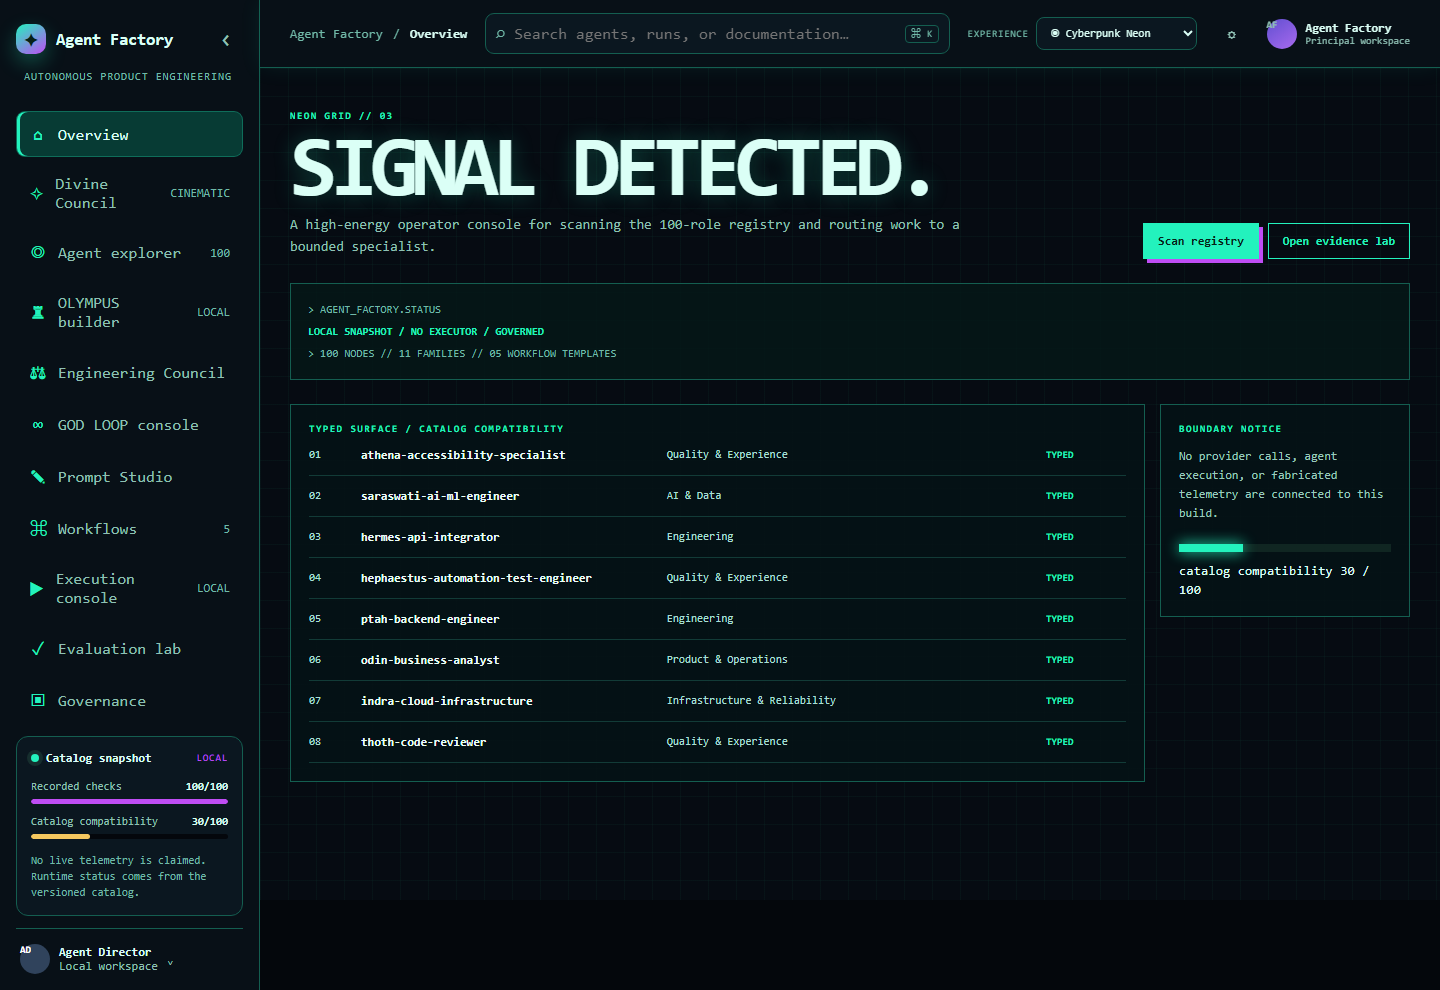 Agent Factory
AUTONOMOUS PRODUCT ENGINEERING
Overview
Divine Council CINEMATIC
Agent explorer 100
OLYMPUS builder LOCAL
Engineering Council
GOD LOOP console
Prompt Studio
Workflows 5
Execution console LOCAL
Evaluation lab
Governance
Catalog snapshot LOCAL
Recorded checks 100/100
Catalog compatibility 30/100
No live telemetry is claimed.
Runtime status comes from the
versioned catalog.
AD Agent Director
Local workspace
Agent Factory / Overview
Search agents, runs, or documentation…
⌘ K
EXPERIENCE
Cyberpunk Neon
AF Agent Factory
Principal workspace
NEON GRID // 03
SIGNAL DETECTED.
A high-energy operator console for scanning the 100-role registry and routing work to a
bounded specialist.
Scan registry
Open evidence lab
> AGENT_FACTORY.STATUS
LOCAL SNAPSHOT / NO EXECUTOR / GOVERNED
> 100 NODES // 11 FAMILIES // 05 WORKFLOW TEMPLATES
TYPED SURFACE / CATALOG COMPATIBILITY
01 athena-accessibility-specialist Quality & Experience TYPED
02 saraswati-ai-ml-engineer AI & Data TYPED
03 hermes-api-integrator Engineering TYPED
04 hephaestus-automation-test-engineer Quality & Experience TYPED
05 ptah-backend-engineer Engineering TYPED
06 odin-business-analyst Product & Operations TYPED
07 indra-cloud-infrastructure Infrastructure & Reliability TYPED
08 thoth-code-reviewer Quality & Experience TYPED
BOUNDARY NOTICE
No provider calls, agent
execution, or fabricated
telemetry are connected to this
build.
catalog compatibility 30 /
100